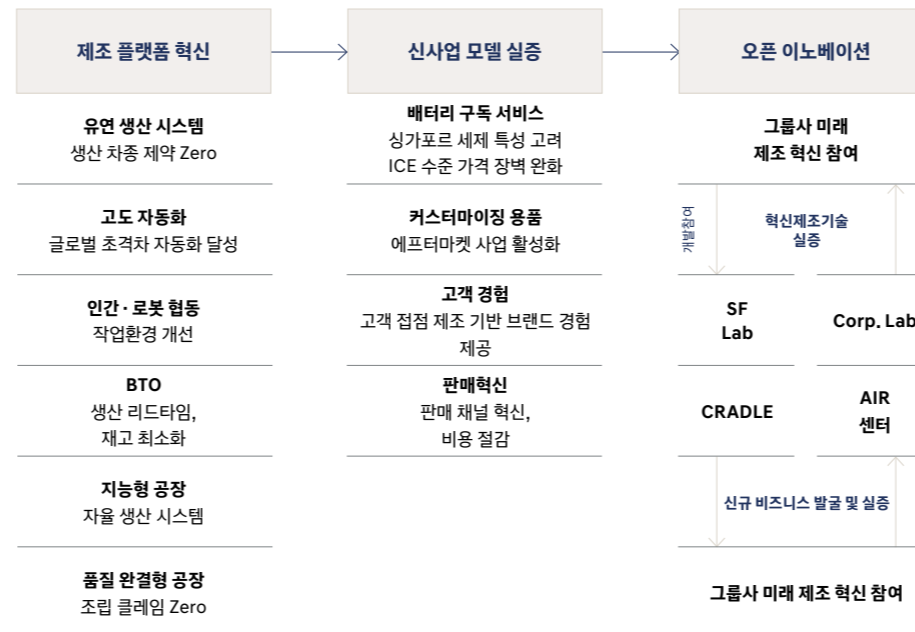 제조 플랫폼 혁신
유연 생산 시스템
생산 차종 제약 Zero
고도 자동화
글로벌 초격차 자동화 달성
인간 · 로봇 협동
작업환경 개선
BTO
생산 리드타임,
재고 최소화
지능형 공장
자율 생산 시스템
품질 완결형 공장
조립 클레임 Zero
신사업 모델 실증
배터리 구독 서비스
싱가포르 세제 특성 고려
ICE 수준 가격 장벽 완화
커스터마이징 용품
에프터마켓 사업 활성화
고객 경험
고객 접점 제조 기반 브랜드 경험
제공
판매혁신
판매 채널 혁신,
비용 절감
오픈 이노베이션
그룹사 미래
제조 혁신 참여
개발참여
혁신제조기술
실증
SF
Lab
Corp. Lab
CRADLE
AIR
센터
신규 비즈니스 발굴 및 실증
그룹사 미래 제조 혁신 참여